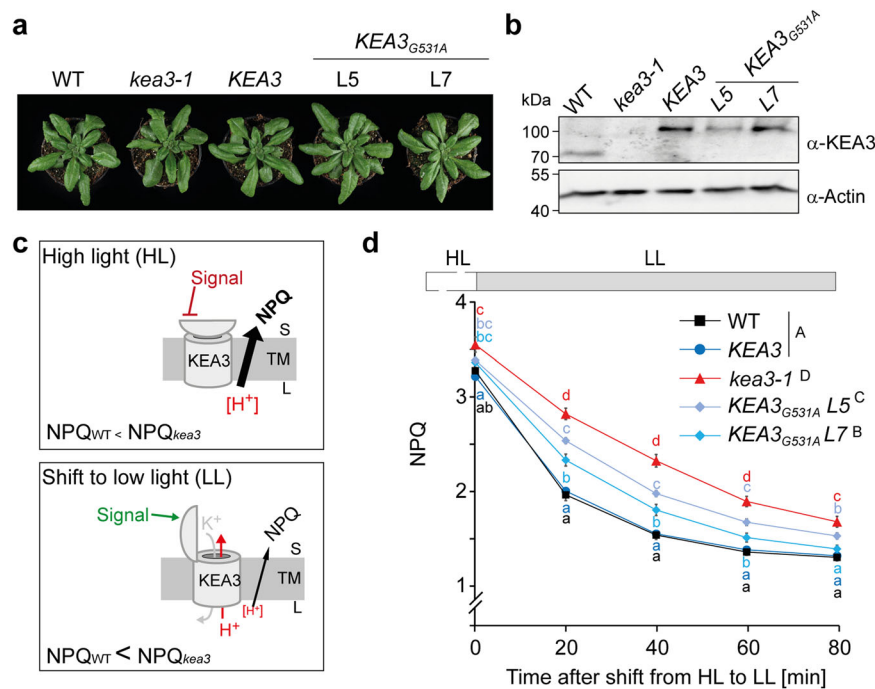 a
KEA3G531A
WT kea3-1 KEA3 L5 L7
b
KEA3G531A
kDa WT kea3-1 KEA3 L5 L7
100
70
α-KEA3
55
40
α-Actin
c
High light (HL)
Signal
NPQ
S
KEA3 TM
[H+] L
NPQWT < NPQkea3
Shift to low light (LL)
Signal K+ NPQ
S
KEA3 TM
[H+] L
H+
NPQWT < NPQkea3
d
HL LL
4
3
2
1
NPQ
c
bc
bc
a
ab
d
c
b
a
a
d
c
b
a
a
d
c
b
a
a
c
b
a
a
a
WT
KEA3
A
kea3-1 D
KEA3G531A L5 C
KEA3G531A L7 B
0 20 40 60 80
Time after shift from HL to LL [min]